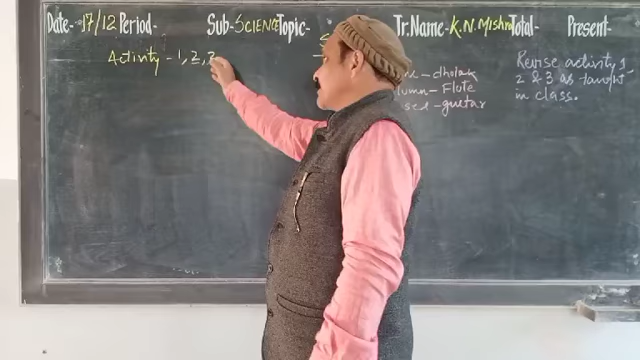 Date- 17/12 Period- Sub- SCIENCE Topic- Tr.Name- K.N. Mishra Total- Present-
Activity - 1, 2, 3
- dholak
- Flute
- guetar
Revise activity 1
2 & 3 as taught
in class.